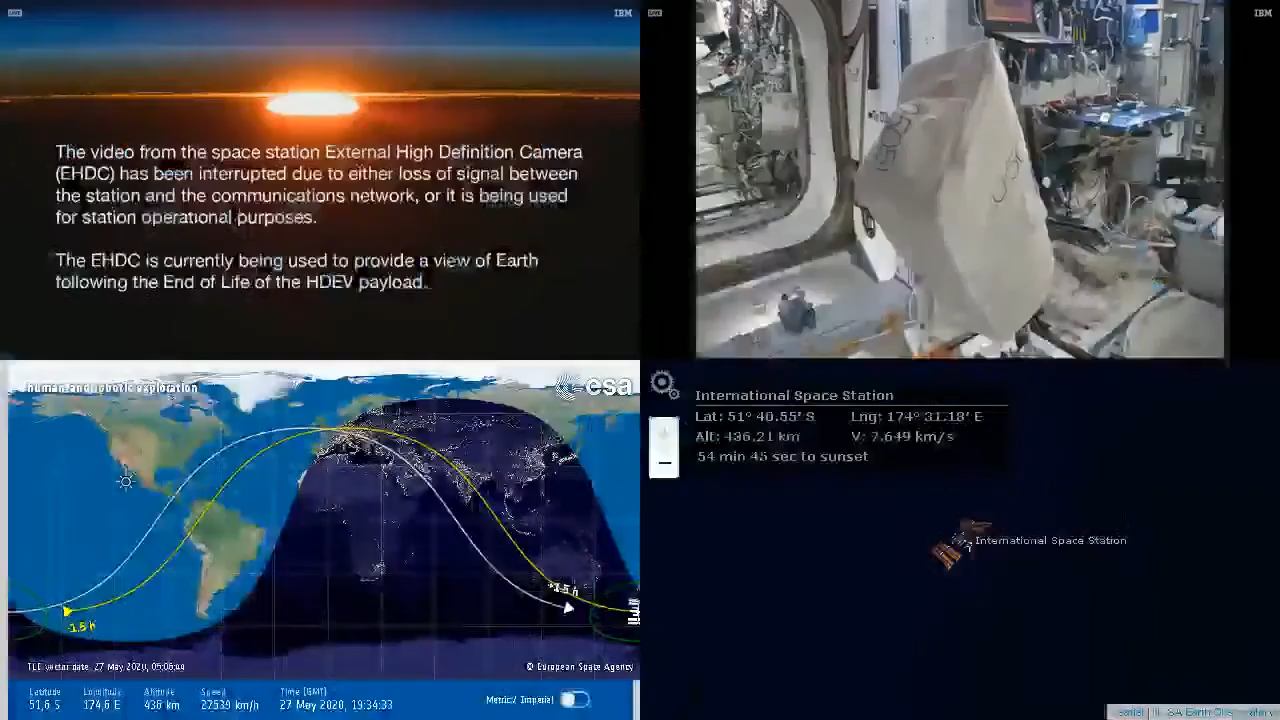 LIVE
IBM
The video from the space station External High Definition Camera
(EHDC) has been interrupted due to either loss of signal between
the station and the communications network, or it is being used
for station operational purposes.
The EHDC is currently being used to provide a view of Earth
following the End of Life of the HDEV payload.
LIVE
IBM
human and robotic exploration
esa
+1.5 h
-1.5 h
TLE vector date: 27 May 2020,
© European Space Agency
Latitude
Longitude
Altitude
Speed
Time (GMT)
51,6 S
174,6 E
436 km
27539 km/h
27 May 2020, 19:34:33
Metric / Imperial
International Space Station
Lat: 51° 40.55' S
Lng: 174° 31.18' E
Alt: 436.21 km
V: 7.649 km/s
54 min 45 sec to sunset
International Space Station